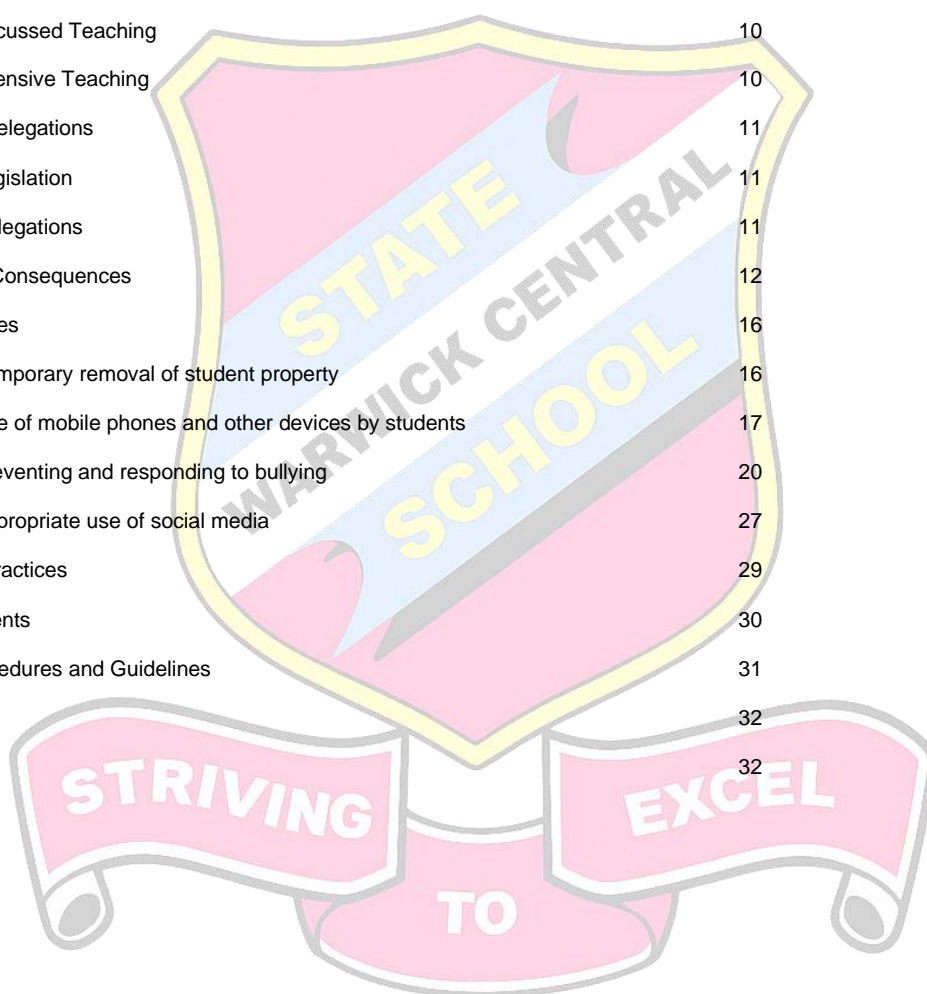 cussed Teaching 10
ensive Teaching 10
elegations 11
gislation 11
legations 11
Consequences 12
es 16
mporary removal of student property 16
e of mobile phones and other devices by students 17
eventing and responding to bullying 20
propriate use of social media 27
ractices 29
ents 30
edures and Guidelines 31
32
32
STATE
WARWICK CENTRAL
SCHOOL
STRIVING
TO
EXCEL